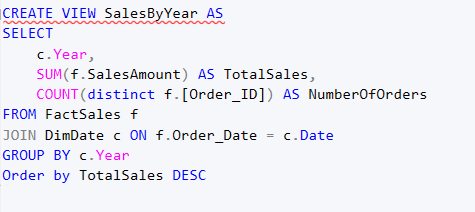 CREATE VIEW SalesByYear AS
SELECT
    c.Year,
    SUM(f.SalesAmount) AS TotalSales,
    COUNT(distinct f.[Order_ID]) AS NumberOfOrders
FROM FactSales f
JOIN DimDate c ON f.Order_Date = c.Date
GROUP BY c.Year
Order by TotalSales DESC